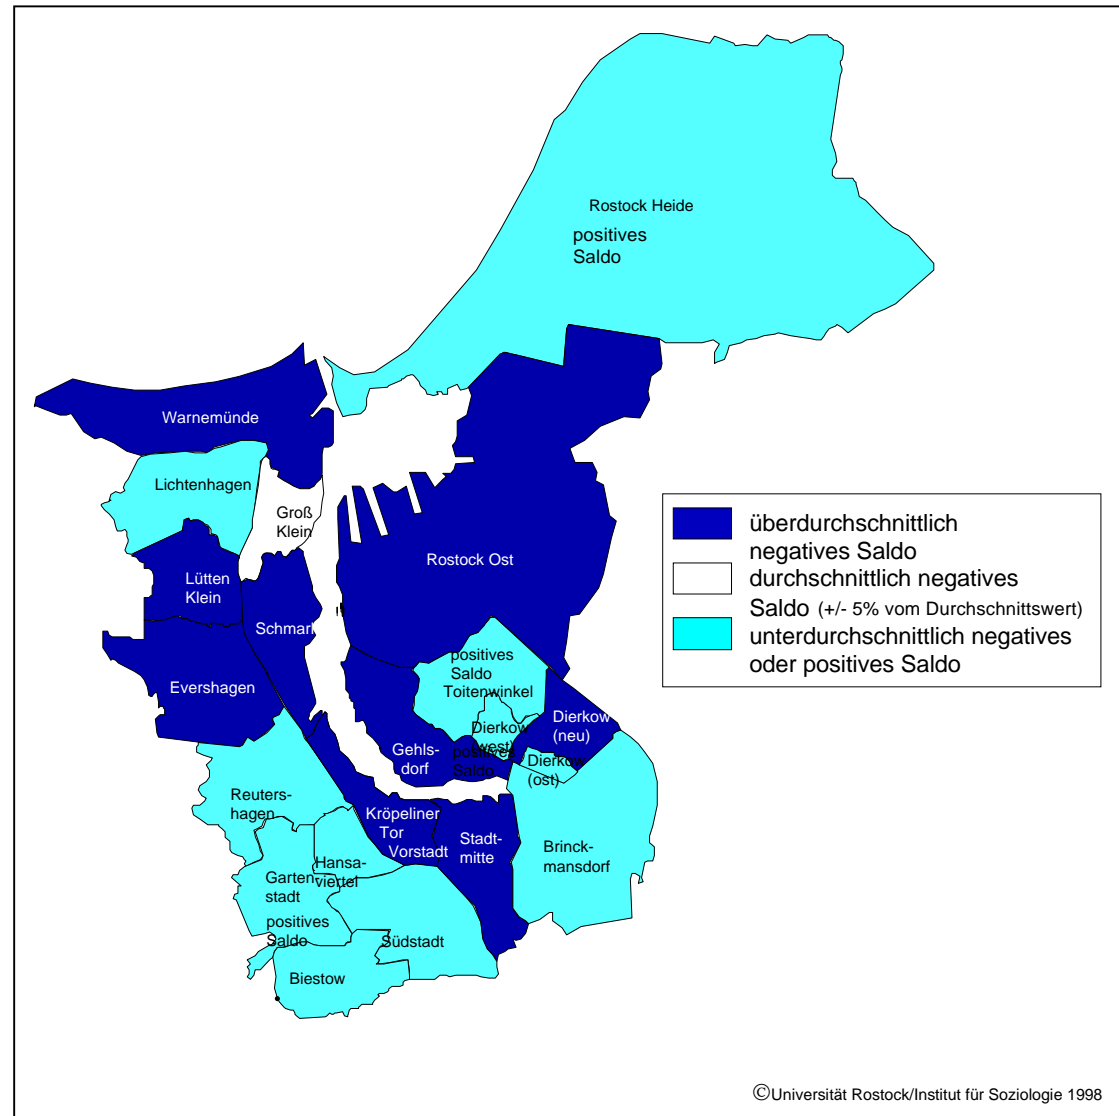 Rostock Heide
positives
Saldo
Warnemünde
Lichtenhagen
Groß
Klein
Rostock Ost
Lütten
Klein
Schmarl
Evershagen
positives
Saldo
Toitenwinkel
Dierkow
(west)
positives
Saldo
Dierkow
(neu)
Dierkow
(ost)
Gehls-
dorf
Reuters-
hagen
Kröpeliner
Tor
Vorstadt
Stadt-
mitte
Brinck-
mansdorf
Hansa-
viertel
Garten-
stadt
positives
Saldo
Südstadt
Biestow
überdurchschnittlich
negatives Saldo
durchschnittlich negatives
Saldo (+/- 5% vom Durchschnittswert)
unterdurchschnittlich negatives
oder positives Saldo
©Universität Rostock/Institut für Soziologie 1998